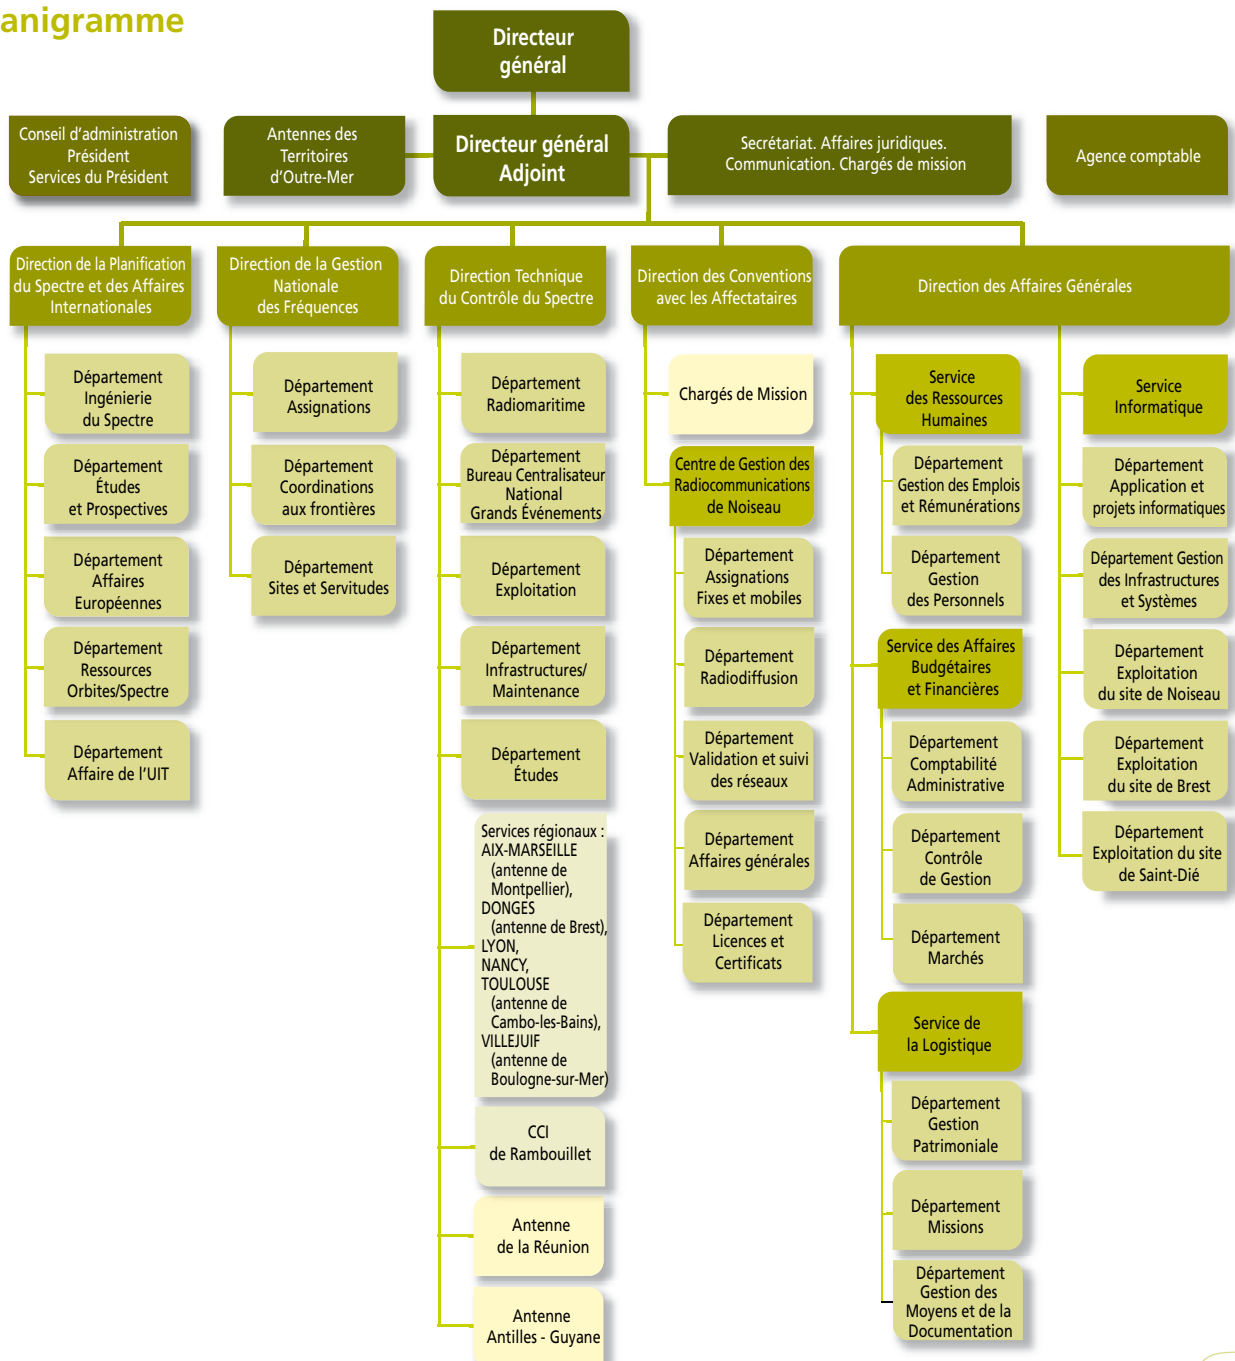 anigramme
Directeur
général
Conseil d'administration
Président
Services du Président
Antennes des
Territoires
d'Outre-Mer
Directeur général
Adjoint
Secrétariat. Affaires juridiques.
Communication. Chargés de mission
Agence comptable
Direction de la Planification
du Spectre et des Affaires
Internationales
Direction de la Gestion
Nationale
des Fréquences
Direction Technique
du Contrôle du Spectre
Direction des Conventions
avec les Affectataires
Direction des Affaires Générales
Département
Ingénierie
du Spectre
Département
Études
et Prospectives
Département
Affaires
Européennes
Département
Ressources
Orbites/Spectre
Département
Affaire de l'UIT
Département
Assignations
Département
Coordinations
aux frontières
Département
Sites et Servitudes
Département
Radiomaritime
Département
Bureau Centralisateur
National
Grands Événements
Département
Exploitation
Département
Infrastructures/
Maintenance
Département
Études
Services régionaux :
AIX-MARSEILLE
(antenne de
Montpellier),
DONGES
(antenne de Brest),
LYON,
NANCY,
TOULOUSE
(antenne de
Cambo-les-Bains),
VILLEJUIF
(antenne de
Boulogne-sur-Mer)
CCI
de Rambouillet
Antenne
de la Réunion
Antenne
Antilles - Guyane
Chargés de Mission
Centre de Gestion des
Radiocommunications
de Noiseau
Département
Assignations
Fixes et mobiles
Département
Radiodiffusion
Département
Validation et suivi
des réseaux
Département
Affaires générales
Département
Licences et
Certificats
Service
des Ressources
Humaines
Département
Gestion des Emplois
et Rémunérations
Département
Gestion
des Personnels
Service des Affaires
Budgétaires
et Financières
Département
Comptabilité
Administrative
Département
Contrôle
de Gestion
Département
Marchés
Service de
la Logistique
Département
Gestion
Patrimoniale
Département
Missions
Département
Gestion des
Moyens et de la
Documentation
Service
Informatique
Département
Application et
projets informatiques
Département Gestion
des Infrastructures
et Systèmes
Département
Exploitation
du site de Noiseau
Département
Exploitation
du site de Brest
Département
Exploitation du site
de Saint-Dié